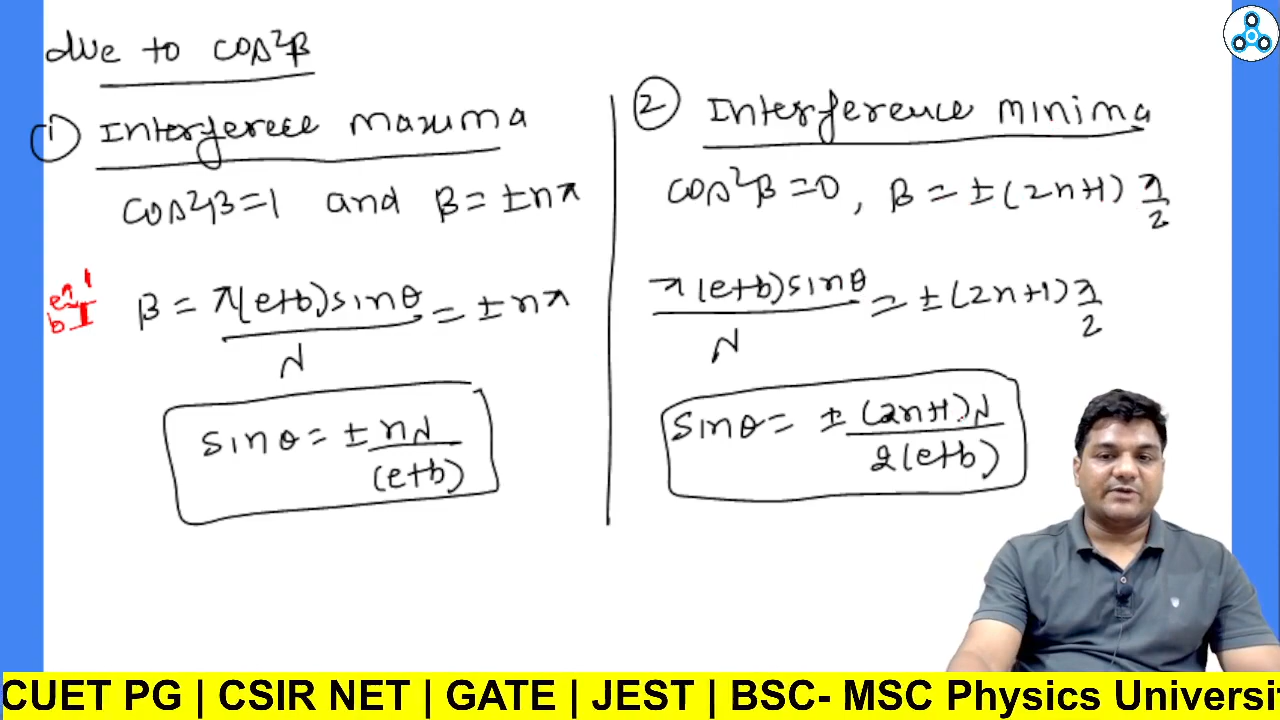 due to cos²β
① Interferece maxima
cos²β=1 and β=±nπ
β = π(e+b)sinθ/λ = ±nπ
sinθ = ± nλ/(e+b)
② Interference minima
cos²β=0, β=±(2n+1)π/2
π(e+b)sinθ/λ = ±(2n+1)π/2
sinθ = ± (2n+1)λ/2(e+b)
e
b
CUET PG | CSIR NET | GATE | JEST | BSC- MSC Physics Universi